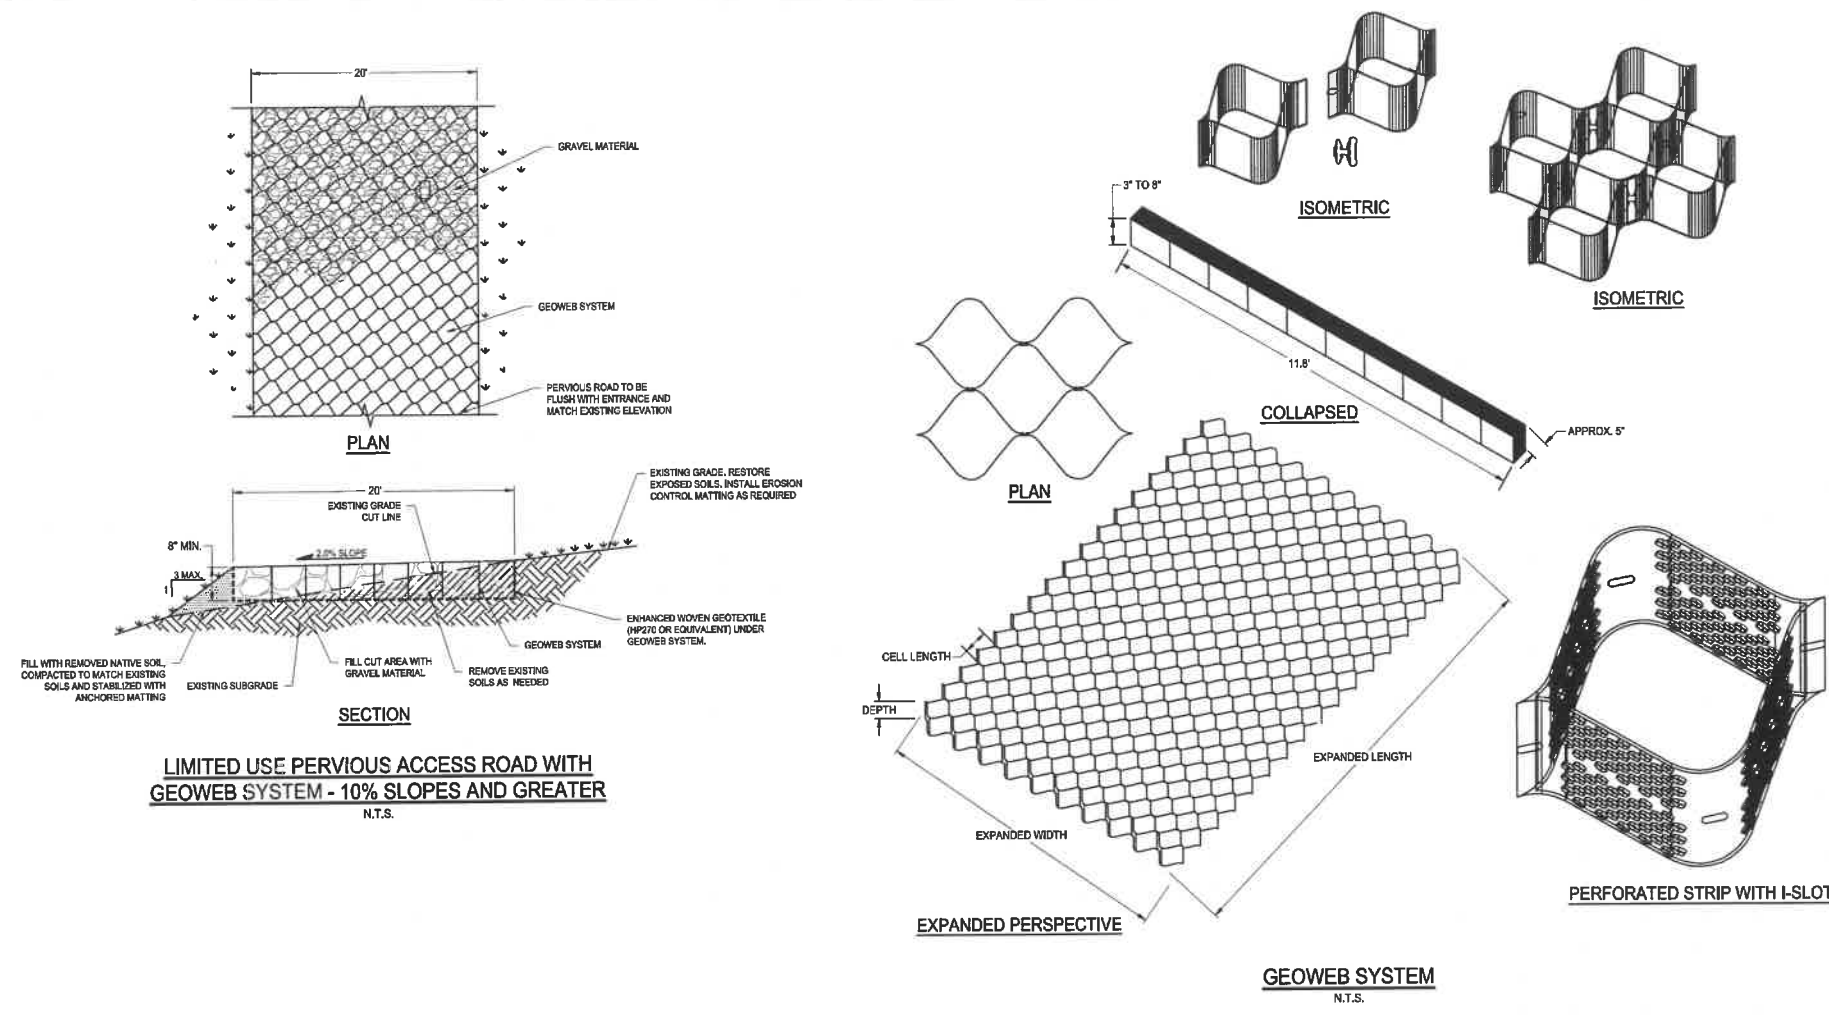 20'
GRAVEL MATERIAL
GEOWEB SYSTEM
PERVIOUS ROAD TO BE
FLUSH WITH ENTRANCE AND
MATCH EXISTING ELEVATION
PLAN
20'
EXISTING GRADE
CUT LINE
EXISTING GRADE. RESTORE
EXPOSED SOILS. INSTALL EROSION
CONTROL MATTING AS REQUIRED
8" MIN.
2.0% SLOPE
3 MAX.
1
ENHANCED WOVEN GEOTEXTILE
(HP270 OR EQUIVALENT) UNDER
GEOWEB SYSTEM.
GEOWEB SYSTEM
FILL WITH REMOVED NATIVE SOIL,
COMPACTED TO MATCH EXISTING
SOILS AND STABILIZED WITH
ANCHORED MATTING
EXISTING SUBGRADE
FILL CUT AREA WITH
GRAVEL MATERIAL
REMOVE EXISTING
SOILS AS NEEDED
SECTION
LIMITED USE PERVIOUS ACCESS ROAD WITH
GEOWEB SYSTEM - 10% SLOPES AND GREATER
N.T.S.
ISOMETRIC
ISOMETRIC
3" TO 8"
11.8'
COLLAPSED
APPROX. 5"
PLAN
CELL LENGTH
DEPTH
EXPANDED LENGTH
EXPANDED WIDTH
EXPANDED PERSPECTIVE
PERFORATED STRIP WITH I-SLOT
GEOWEB SYSTEM
N.T.S.